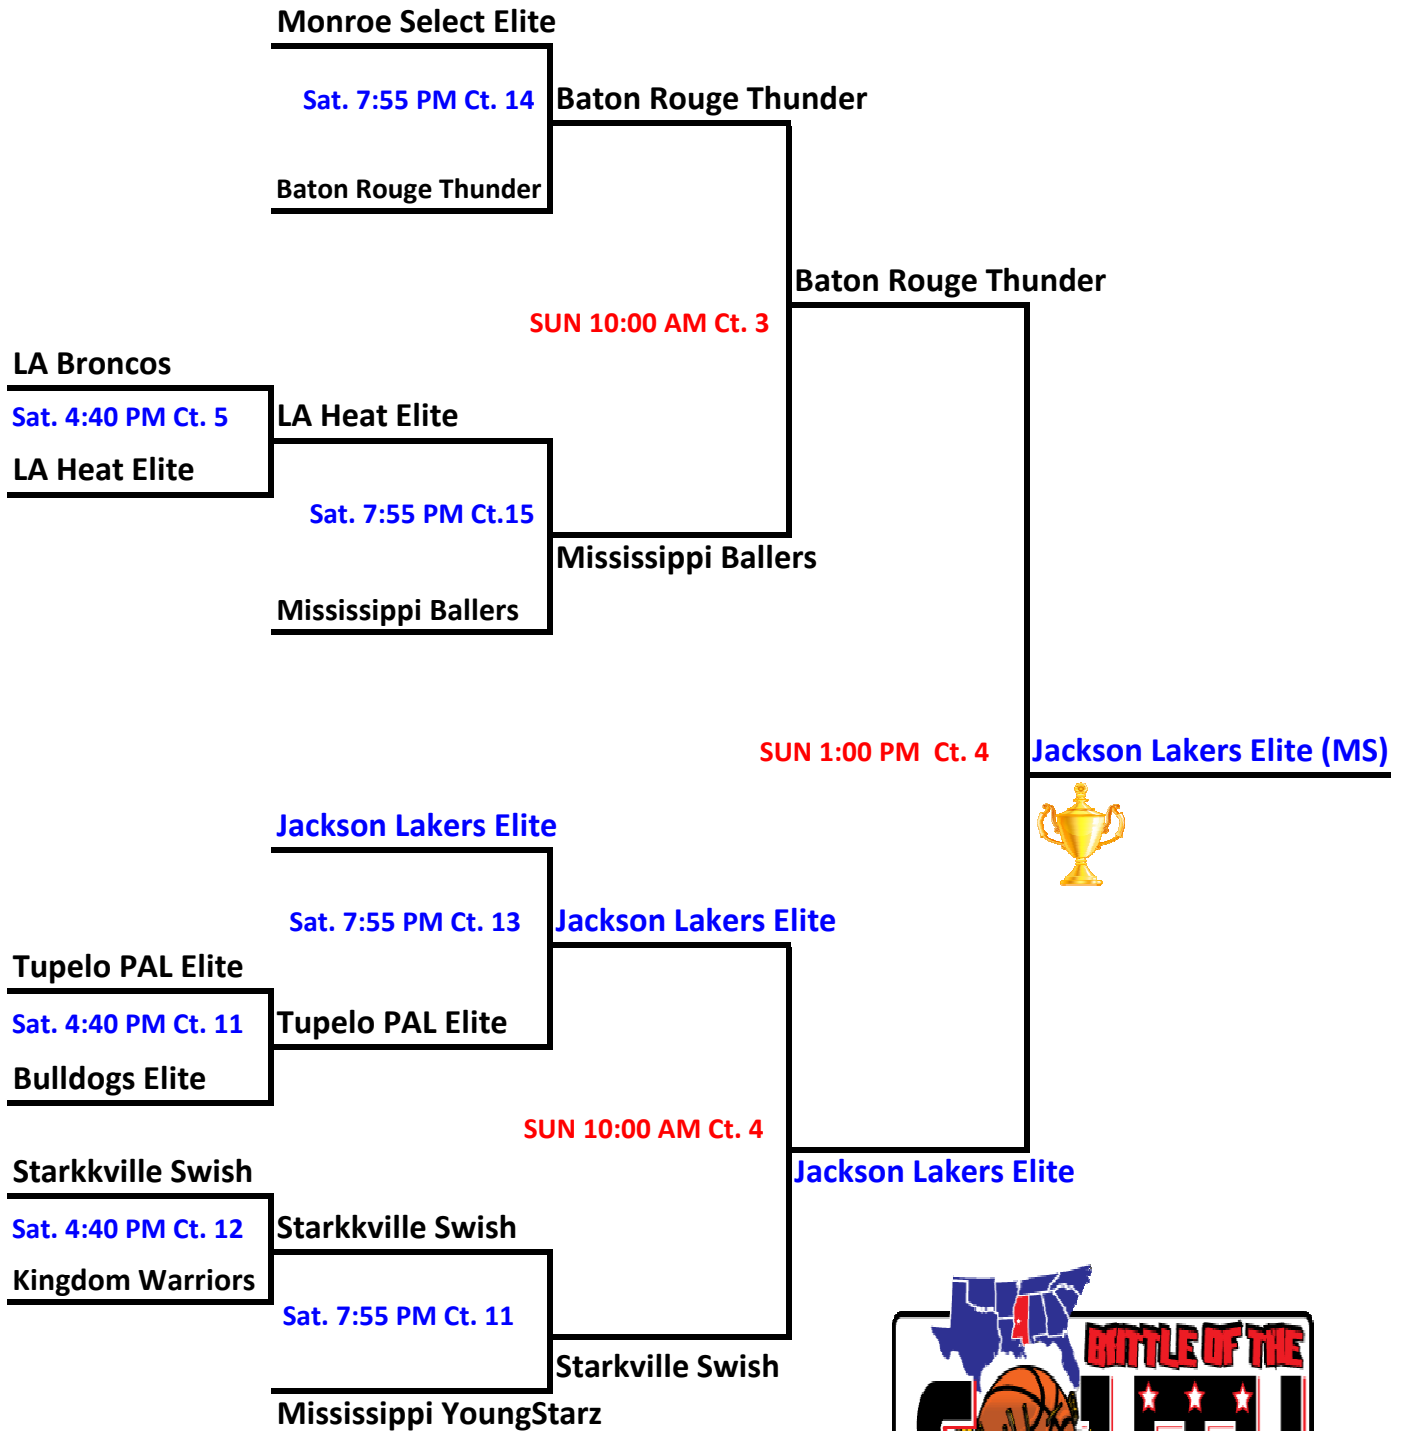 Monroe Select Elite
Sat. 7:55 PM Ct. 14
Baton Rouge Thunder
Baton Rouge Thunder
Baton Rouge Thunder
SUN 10:00 AM Ct. 3
LA Broncos
Sat. 4:40 PM Ct. 5
LA Heat Elite
LA Heat Elite
Sat. 7:55 PM Ct.15
Mississippi Ballers
Mississippi Ballers
SUN 1:00 PM Ct. 4
Jackson Lakers Elite (MS)
Jackson Lakers Elite
Sat. 7:55 PM Ct. 13
Jackson Lakers Elite
Tupelo PAL Elite
Sat. 4:40 PM Ct. 11
Tupelo PAL Elite
Bulldogs Elite
SUN 10:00 AM Ct. 4
Jackson Lakers Elite
Starkkville Swish
Sat. 4:40 PM Ct. 12
Starkkville Swish
Kingdom Warriors
Sat. 7:55 PM Ct. 11
Starkville Swish
Mississippi YoungStarz
BATTLE OF THE